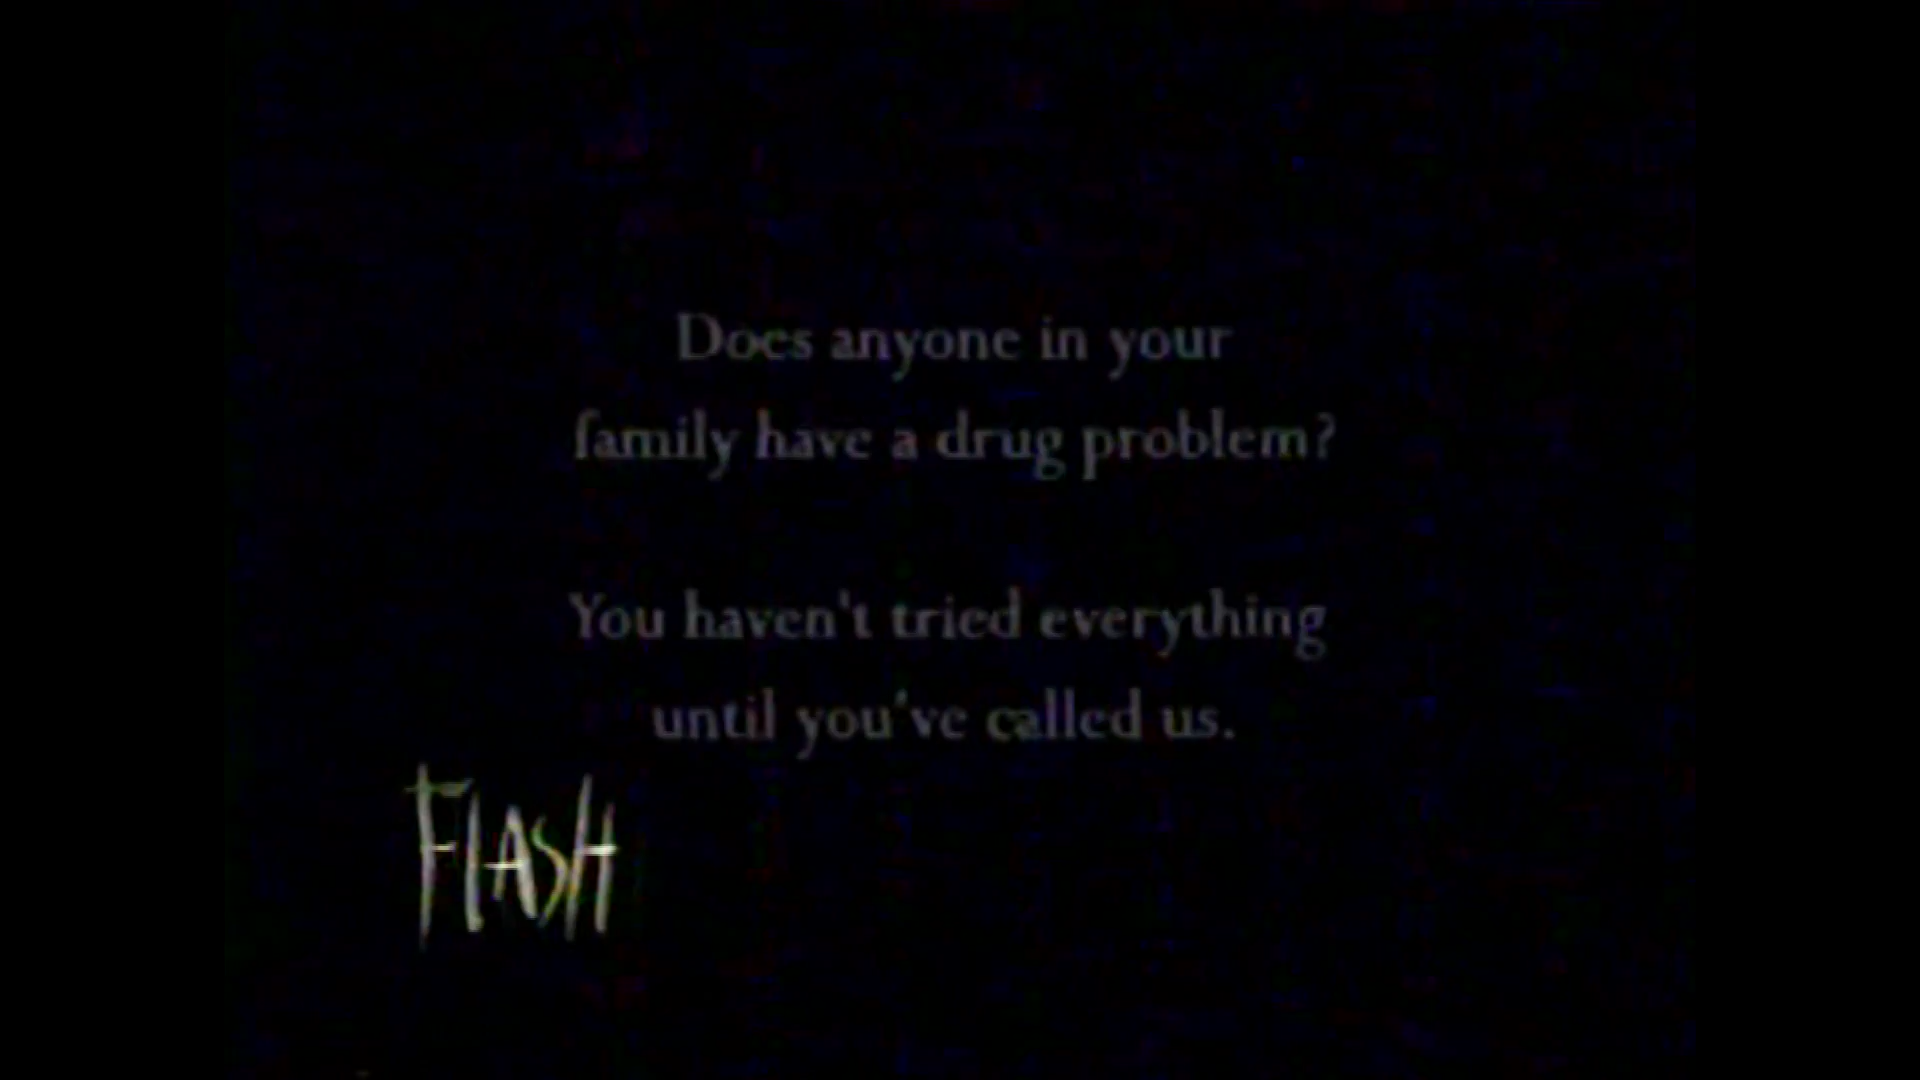 Does anyone in your
family have a drug problem?
You haven't tried everything
until you've called us.
FLASH